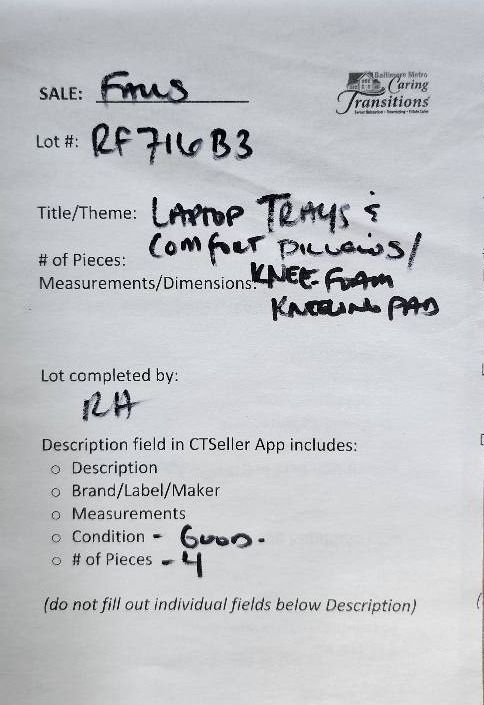 Baltimore Metro
Caring
Transitions
SALE:
Lot #: RF716B3
Title/Theme: LAPTOP TRAYS &
COMFORT PILLOWS/
# of Pieces:
Measurements/Dimensions: KNEE-FOAM
KNEELING PAD
Lot completed by:
RH
Description field in CTSeller App includes:
○ Description
○ Brand/Label/Maker
○ Measurements
○ Condition - GOOD.
○ # of Pieces - 4
(do not fill out individual fields below Description)